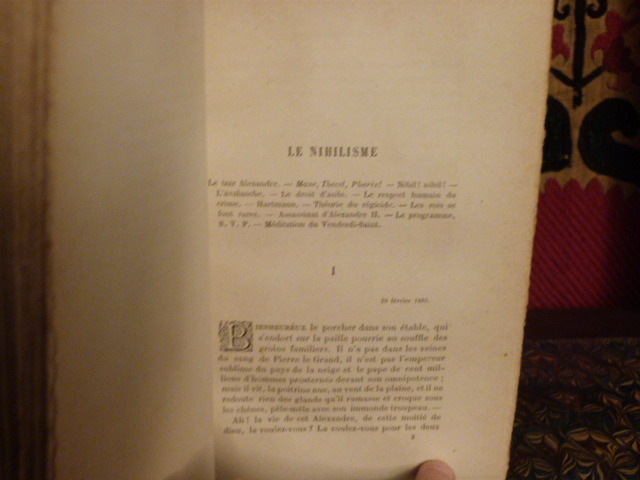 LE NIHILISME
Le tsar Alexandre. — Mane, Thecel, Pharès! — Nihil! nihil! —
L'avalanche. — Le droit d'asile. — Le respect humain du
crime. — Hartmann. — Théorie du régicide. — Les rois se
font rares. — Assassinat d'Alexandre II. — Le programme,
R. V. P. — Méditation du Vendredi-Saint.
I
février
BIENHEUREUX le porcher dans son étable, qui
s'endort sur la paille pourrie au souffle des
groins familiers. Il n'a pas dans les veines
du sang de Pierre le Grand, il n'est pas l'empereur
sublime du pays de la neige et le pape de cent mil-
lions d'hommes prosternés devant son omnipotence;
mais il vit, la poitrine nue, au vent de la plaine, et il ne
redoute rien des glands qu'il ramasse et croque sous
les chênes, pêle-mêle avec son immonde troupeau. —
Ah! la vie de cet Alexandre, de cette moitié de
dieu, la voulez-vous? La voulez-vous pour les deux